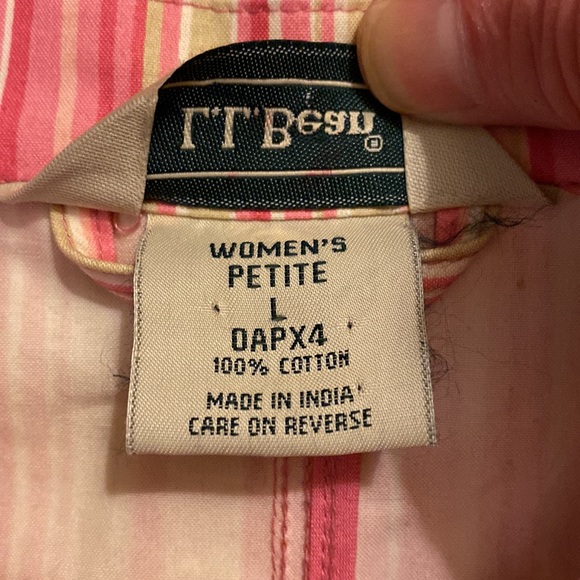 L.L.Bean®
WOMEN'S
PETITE
L
0APX4
100% COTTON
MADE IN INDIA
CARE ON REVERSE